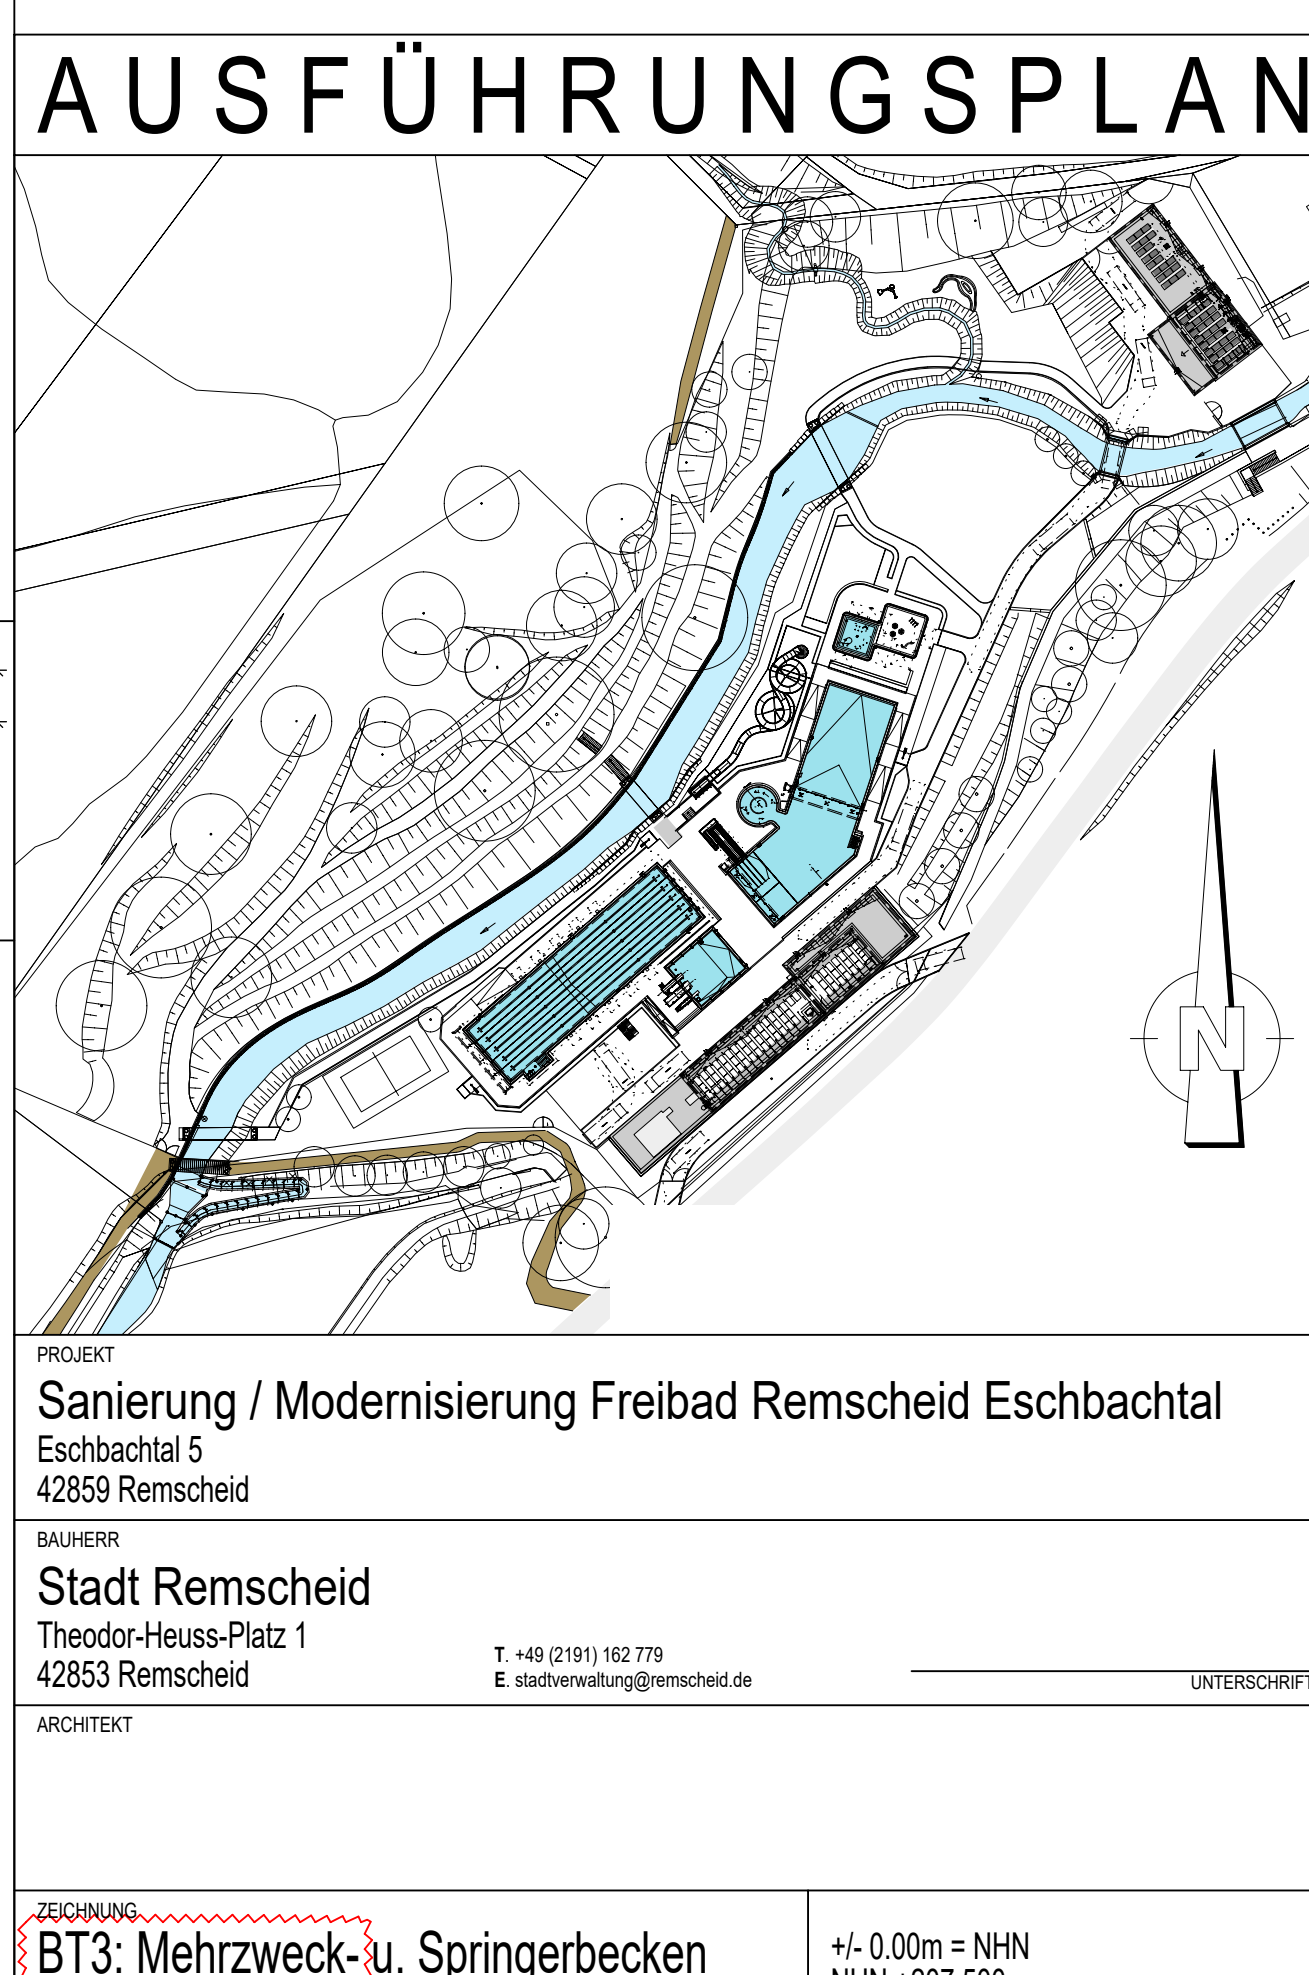 AUSFÜHRUNGSPLAN
N
PROJEKT
Sanierung / Modernisierung Freibad Remscheid Eschbachtal
Eschbachtal 5
42859 Remscheid
BAUHERR
Stadt Remscheid
Theodor-Heuss-Platz 1
42853 Remscheid
T. +49 (2191) 162 779
E. stadtverwaltung@remscheid.de
UNTERSCHRIFT
ARCHITEKT
ZEICHNUNG
BT3: Mehrzweck- u. Springerbecken
+/- 0.00m = NHN